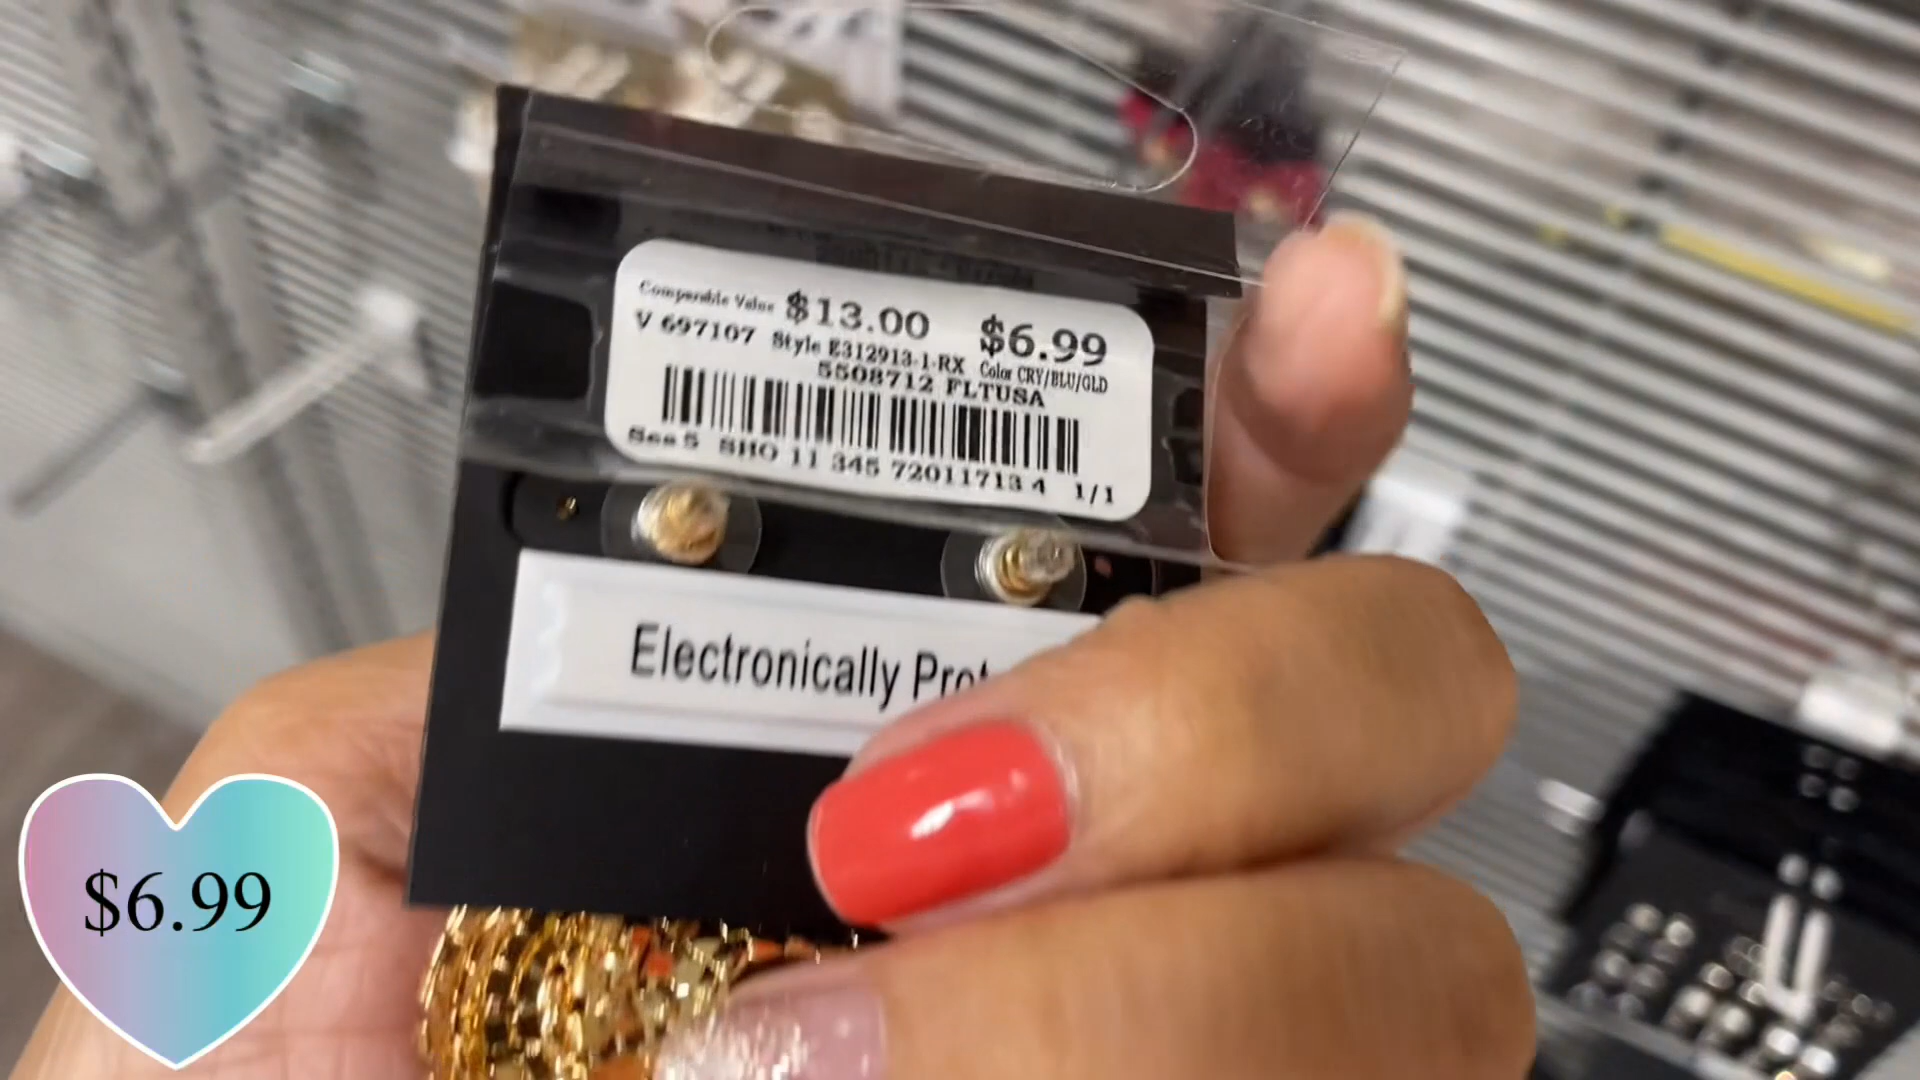 Comparable Value $13.00 $6.99
V 697107 Style E312913-1-RX Color CRY/BLU/GLD
5508712 FLTUSA
Sea 5 SHO 11 345 72011713 4 1/1
Electronically
$6.99